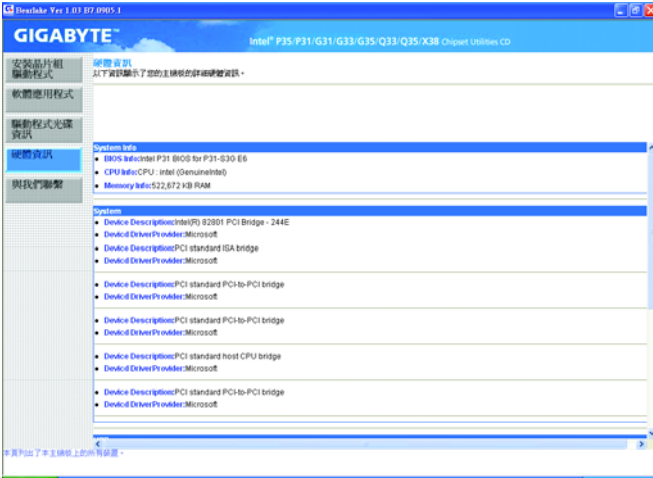 Bearlake Ver 1.03 B7.0905.1
GIGABYTE™
Intel® P35/P31/G31/G33/G35/Q33/Q35/X38 Chipset Utilities CD
安裝晶片組
驅動程式
軟體應用程式
驅動程式光碟
資訊
硬體資訊
與我們聯繫
硬體資訊
以下資訊顯示了您的主機板的詳細硬體資訊。
System Info
• BIOS Info:Intel P31 BIOS for P31-S3G E6
• CPU Info:CPU : intel (GenuineIntel)
• Memory Info:522,672 KB RAM
System
• Device Description:Intel(R) 82801 PCI Bridge - 244E
• Devicd DriverProvider:Microsoft
• Device Description:PCI standard ISA bridge
• Devicd DriverProvider:Microsoft
• Device Description:PCI standard PCI-to-PCI bridge
• Devicd DriverProvider:Microsoft
• Device Description:PCI standard PCI-to-PCI bridge
• Devicd DriverProvider:Microsoft
• Device Description:PCI standard host CPU bridge
• Devicd DriverProvider:Microsoft
• Device Description:PCI standard PCI-to-PCI bridge
• Devicd DriverProvider:Microsoft
本頁列出了本主機板上的所有裝置。